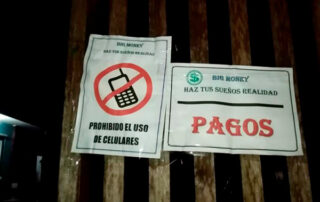 BIG MONEY
HAZ TUS SUEÑOS REALIDAD
PROHIBIDO EL USO
DE CELULARES
$
BIG MONEY
HAZ TUS SUEÑOS REALIDAD
PAGOS